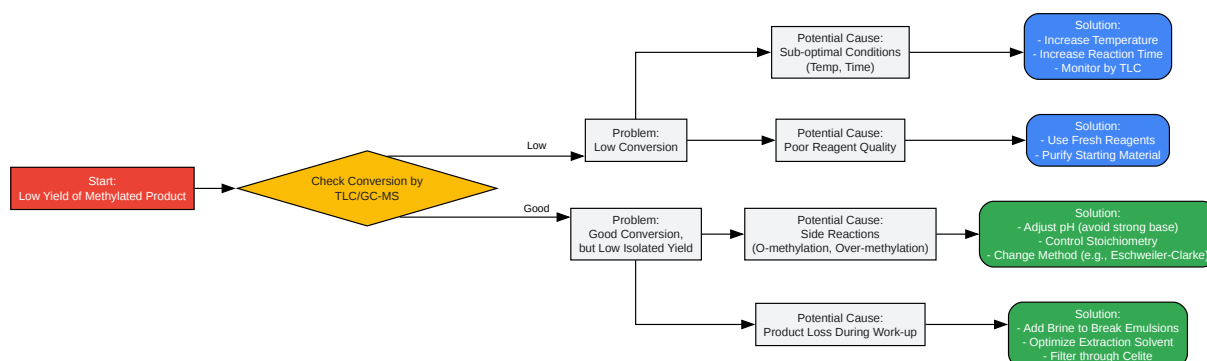 Start:
Low Yield of Methylated Product
Check Conversion by
TLC/GC-MS
Low
Good
Problem:
Low Conversion
Problem:
Good Conversion,
but Low Isolated Yield
Potential Cause:
Sub-optimal Conditions
(Temp, Time)
Potential Cause:
Poor Reagent Quality
Potential Cause:
Side Reactions
(O-methylation, Over-methylation)
Potential Cause:
Product Loss During Work-up
Solution:
- Increase Temperature
- Increase Reaction Time
- Monitor by TLC
Solution:
- Use Fresh Reagents
- Purify Starting Material
Solution:
- Adjust pH (avoid strong base)
- Control Stoichiometry
- Change Method (e.g., Eschweiler-Clarke)
Solution:
- Add Brine to Break Emulsions
- Optimize Extraction Solvent
- Filter through Celite